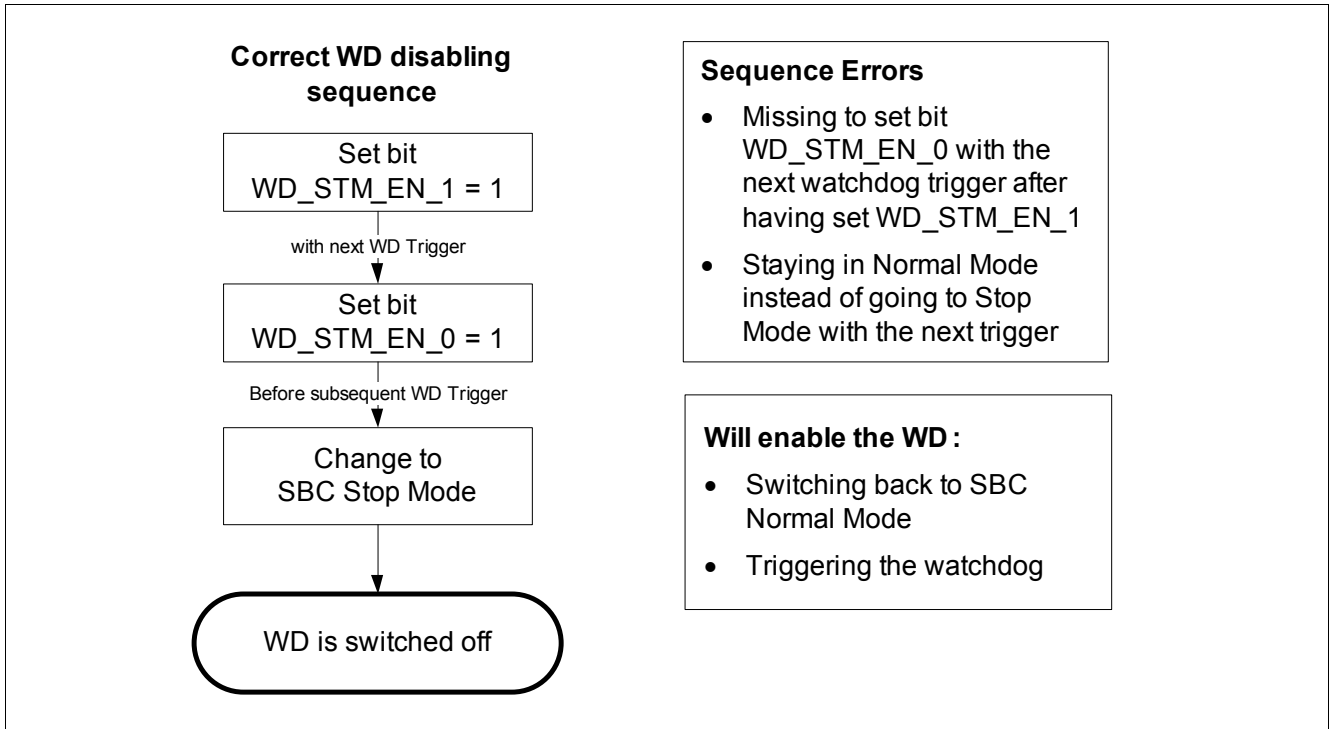 Correct WD disabling
sequence
Set bit
WD_STM_EN_1 = 1
with next WD Trigger
Set bit
WD_STM_EN_0 = 1
Before subsequent WD Trigger
Change to
SBC Stop Mode
WD is switched off
Sequence Errors
• Missing to set bit
WD_STM_EN_0 with the
next watchdog trigger after
having set WD_STM_EN_1
• Staying in Normal Mode
instead of going to Stop
Mode with the next trigger
Will enable the WD :
• Switching back to SBC
Normal Mode
• Triggering the watchdog